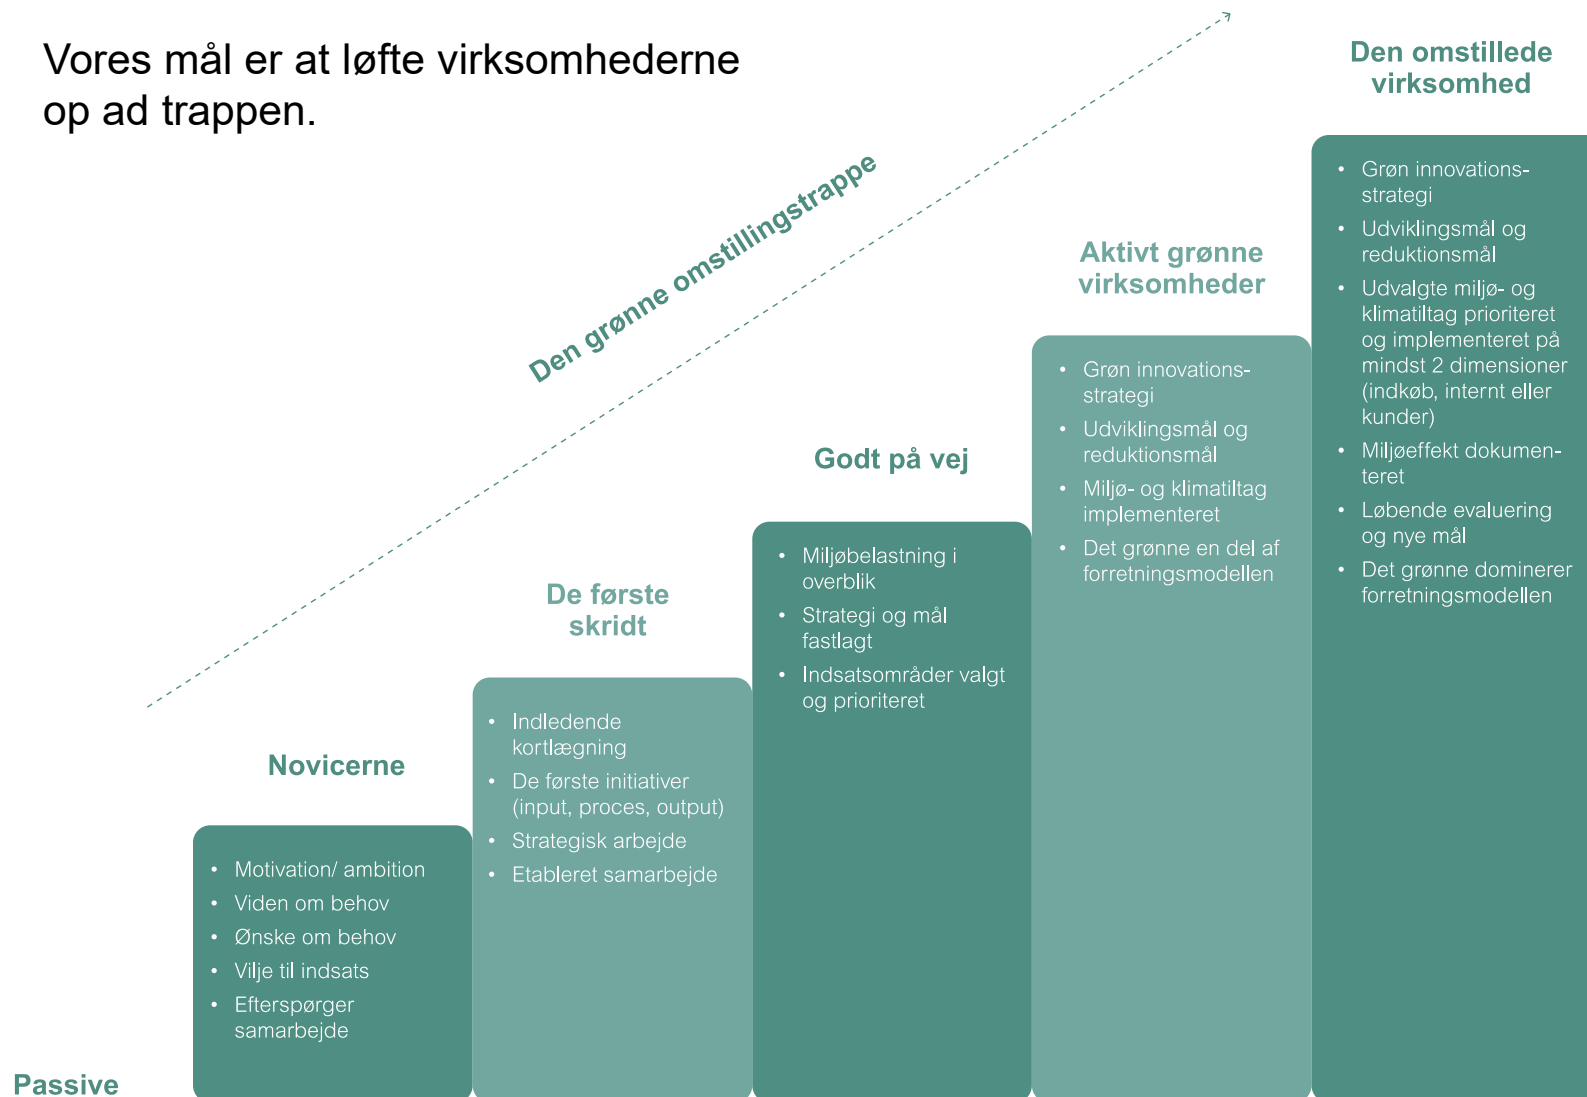 Vores mål er at løfte virksomhederne
op ad trappen.
Den grønne omstillingstrappe
Passive
Novicerne
• Motivation/ ambition
• Viden om behov
• Ønske om behov
• Vilje til indsats
• Efterspørger
samarbejde
De første
skridt
• Indledende
kortlægning
• De første initiativer
(input, proces, output)
• Strategisk arbejde
• Etableret samarbejde
Godt på vej
• Miljøbelastning i
overblik
• Strategi og mål
fastlagt
• Indsatsområder valgt
og prioriteret
Aktivt grønne
virksomheder
• Grøn innovations-
strategi
• Udviklingsmål og
reduktionsmål
• Miljø- og klimatiltag
implementeret
• Det grønne en del af
forretningsmodellen
Den omstillede
virksomhed
• Grøn innovations-
strategi
• Udviklingsmål og
reduktionsmål
• Udvalgte miljø- og
klimatiltag prioriteret
og implementeret på
mindst 2 dimensioner
(indkøb, internt eller
kunder)
• Miljøeffekt dokumen-
teret
• Løbende evaluering
og nye mål
• Det grønne dominerer
forretningsmodellen